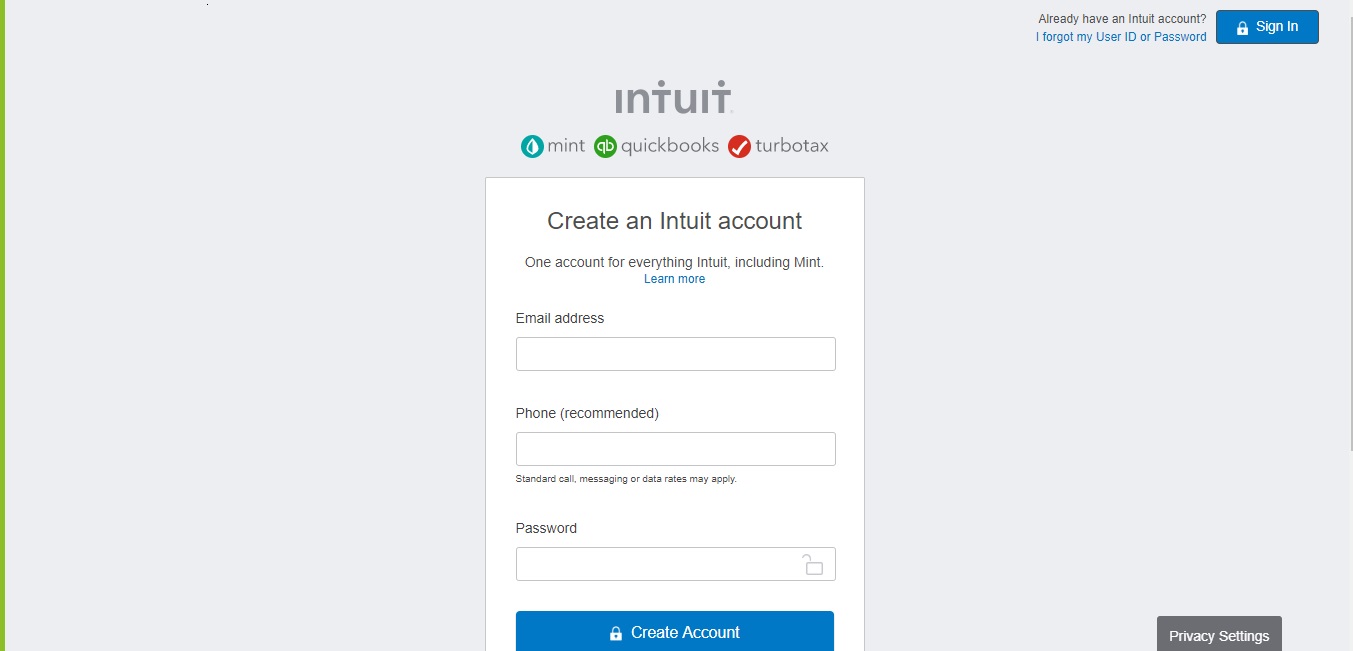 Already have an Intuit account?
I forgot my User ID or Password
Sign In
intuit
mint qb quickbooks turbotax
Create an Intuit account
One account for everything Intuit, including Mint.
Learn more
Email address
Phone (recommended)
Standard call, messaging or data rates may apply.
Password
Create Account
Privacy Settings